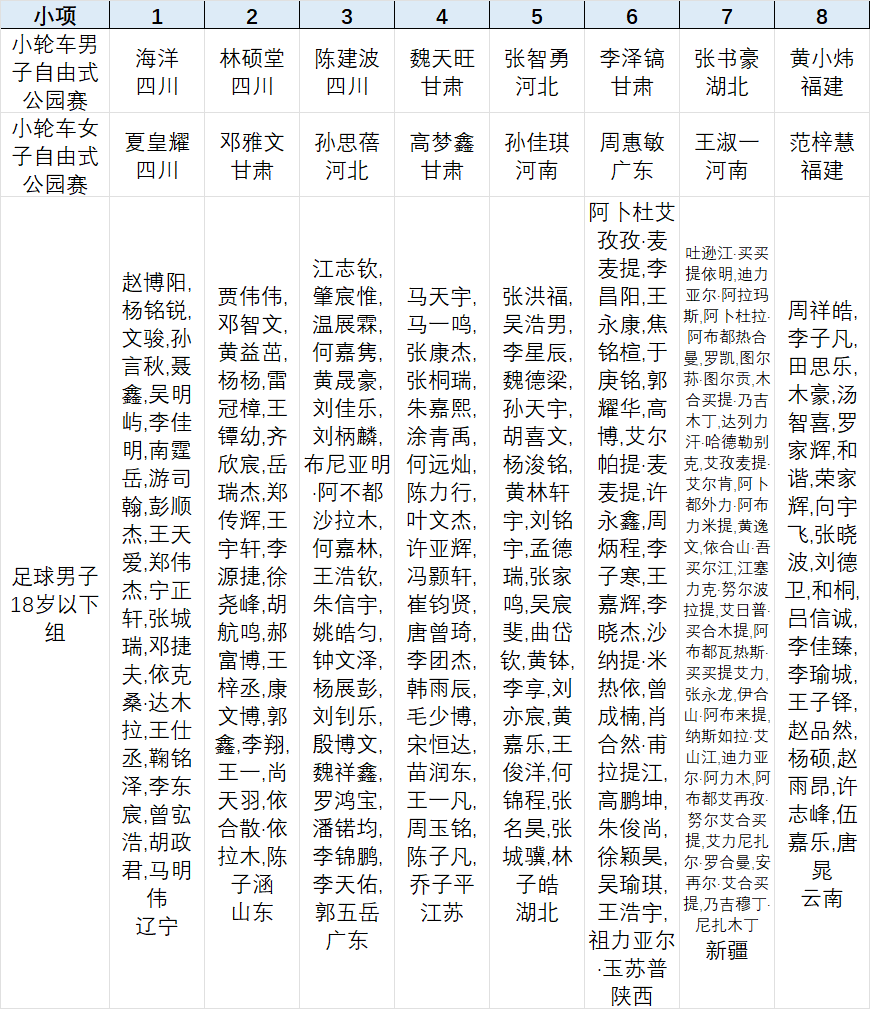 小项 1 2 3 4 5 6 7 8
小轮车男
子自由式
公园赛
海洋
四川
林硕堂
四川
陈建波
四川
魏天旺
甘肃
张智勇
河北
李泽镐
甘肃
张书豪
湖北
黄小炜
福建
小轮车女
子自由式
公园赛
夏皇耀
四川
邓雅文
甘肃
孙思蓓
河北
高梦鑫
甘肃
孙佳琪
河南
周惠敏
广东
王淑一
河南
范梓慧
福建
足球男子
18岁以下
组
赵博阳,
杨铭锐,
文骏,孙
言秋,聂
鑫,吴明
屿,李佳
明,南霆
岳,游司
翰,彭顺
杰,王天
爱,郑伟
杰,宁正
轩,张城
瑞,邓捷
夫,依克
桑·达木
拉,王仕
丞,鞠铭
泽,李东
宸,曾宖
浩,胡政
君,马明
伟
辽宁
贾伟伟,
邓智文,
黄益茁,
杨杨,雷
冠樟,王
镡幼,齐
欣宸,岳
瑞杰,郑
传辉,王
宇轩,李
源捷,徐
尧峰,胡
航鸣,郝
富博,王
梓丞,康
文博,郭
鑫,李翔,
王一,尚
天羽,依
合散·依
拉木,陈
子涵
山东
江志钦,
肇宸惟,
温展霖,
何嘉隽,
黄晟豪,
刘佳乐,
刘柄麟,
布尼亚明
·阿不都
沙拉木,
何嘉林,
王浩钦,
朱信宇,
姚皓匀,
钟文泽,
杨展彭,
刘钊乐,
殷博文,
魏祥鑫,
罗鸿宝,
潘锘均,
李锦鹏,
李天佑,
郭五岳
广东
马天宇,
马一鸣,
张康杰,
张桐瑞,
朱嘉熙,
涂青禹,
何远灿,
陈力行,
叶文杰,
许亚辉,
冯颢轩,
崔钧贤,
唐曾琦,
李团杰,
韩雨辰,
毛少博,
宋恒达,
苗润东,
王一凡,
周玉铭,
陈子凡,
乔子平
江苏
张洪福,
吴浩男,
李星辰,
魏德梁,
孙天宇,
胡喜文,
杨浚铭,
黄林轩
宇,刘铭
宇,孟德
瑞,张家
鸣,吴宸
斐,曲岱
钦,黄钵,
李享,刘
亦宸,黄
嘉乐,王
俊洋,何
锦程,张
名昊,张
城骥,林
子皓
湖北
阿卜杜艾
孜孜·麦
麦提,李
昌阳,王
永康,焦
铭楦,于
庚铭,郭
耀华,高
博,艾尔
帕提·麦
麦提,许
永鑫,周
炳程,李
子寒,王
嘉辉,李
晓杰,沙
纳提·米
热依,曾
成楠,肖
合然·甫
拉提江,
高鹏坤,
朱俊尚,
徐颖昊,
吴瑜琪,
王浩宇,
祖力亚尔
·玉苏普
陕西
吐逊江·买买
提依明,迪力
亚尔·阿拉玛
斯,阿卜杜拉·
阿布都热合
曼,罗凯,图尔
荪·图尔贡,木
合买提·乃吉
木丁,达列力
汗·哈德勒别
克,艾孜麦提·
艾尔肯,阿卜
都外力·阿布
力米提,黄逸
文,依合山·吾
买尔江,江塞
力克·努尔波
拉提,艾日普·
买合木提,阿
布都瓦热斯·
买买提艾力,
张永龙,伊合
山·阿布来提,
纳斯如拉·艾
山江,迪力亚
尔·阿力木,阿
布都艾再孜·
努尔艾合买
提,艾力尼扎
尔·罗合曼,安
再尔·艾合买
提,乃吉穆丁·
尼扎木丁
新疆
周祥皓,
李子凡,
田思乐,
木豪,汤
智喜,罗
家辉,和
谐,荣家
辉,向宇
飞,张晓
波,刘德
卫,和桐,
吕信诚,
李佳臻,
李瑜城,
王子铎,
赵品然,
杨硕,赵
雨昂,许
志峰,伍
嘉乐,唐
晁
云南